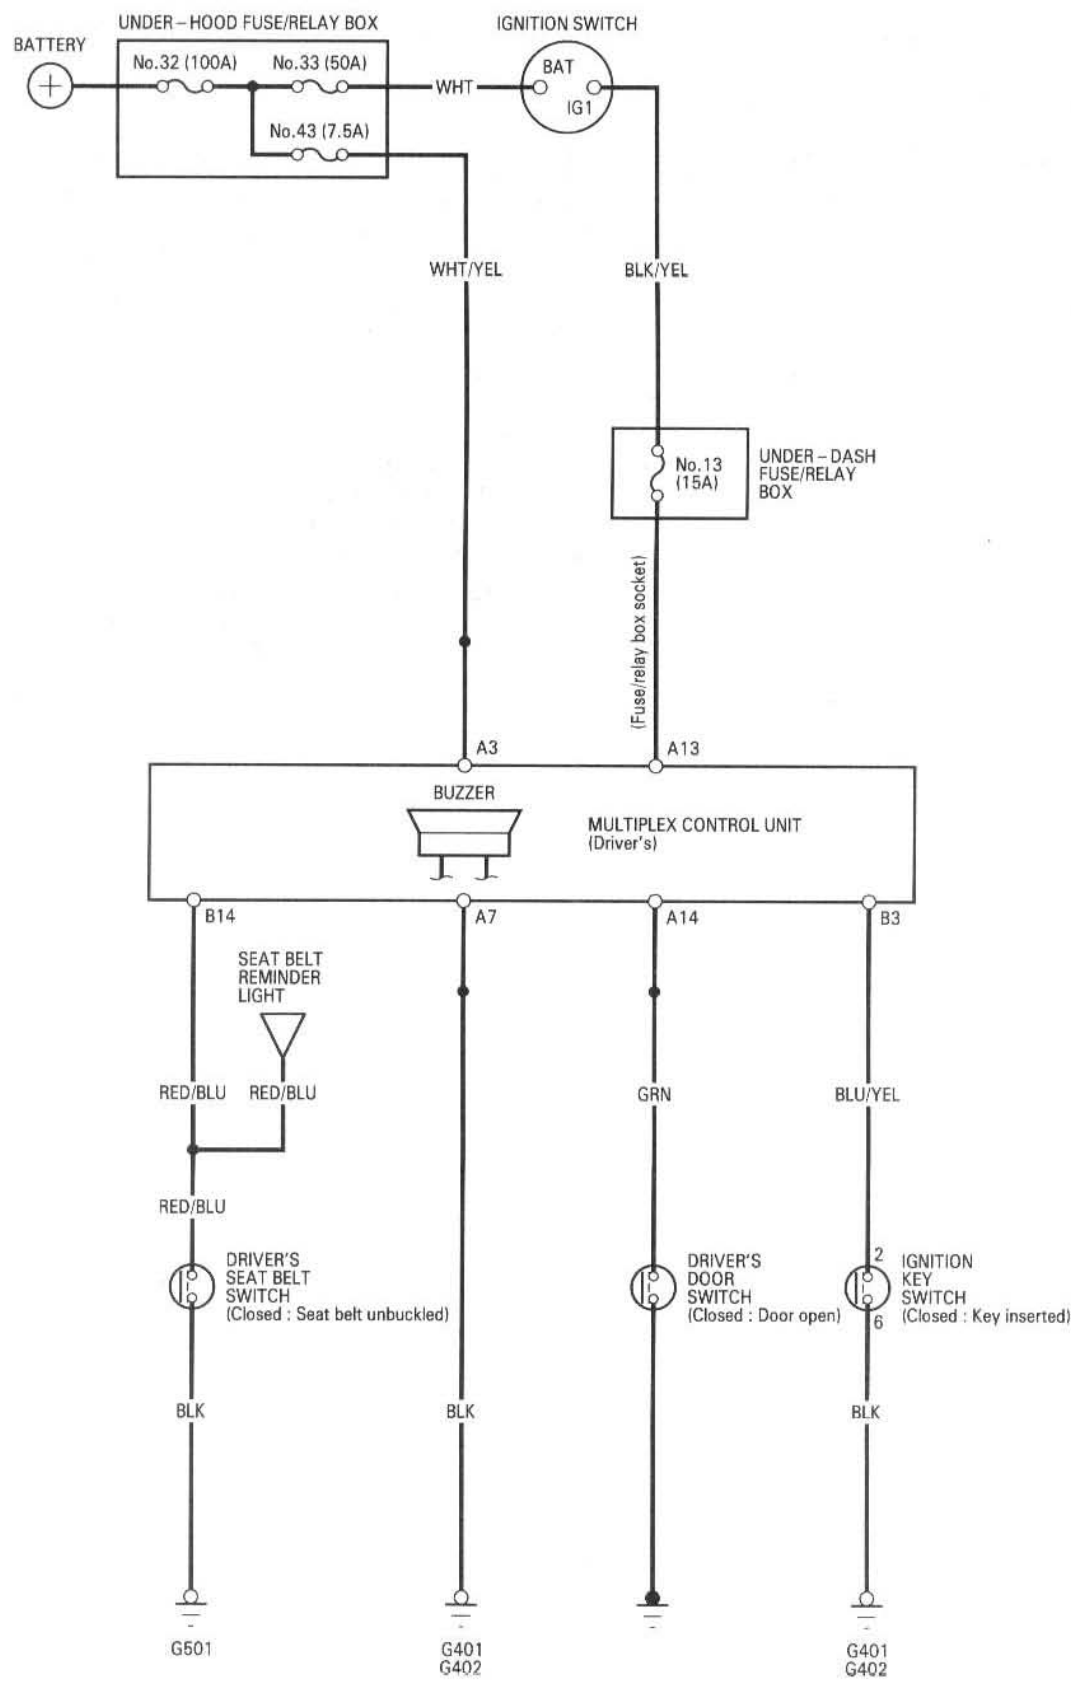 UNDER-HOOD FUSE/RELAY BOX
IGNITION SWITCH
BATTERY
No.32 (100A)
No.33 (50A)
BAT
WHT
IG1
No.43 (7.5A)
WHT/YEL
BLK/YEL
No.13
(15A)
UNDER-DASH
FUSE/RELAY
BOX
(Fuse/relay box socket)
A3
A13
BUZZER
MULTIPLEX CONTROL UNIT
(Driver's)
B14
A7
A14
B3
SEAT BELT
REMINDER
LIGHT
RED/BLU
RED/BLU
GRN
BLU/YEL
RED/BLU
DRIVER'S
SEAT BELT
SWITCH
(Closed : Seat belt unbuckled)
DRIVER'S
DOOR
SWITCH
(Closed : Door open)
2
6
IGNITION
KEY
SWITCH
(Closed : Key inserted)
BLK
BLK
BLK
G501
G401
G402
G401
G402